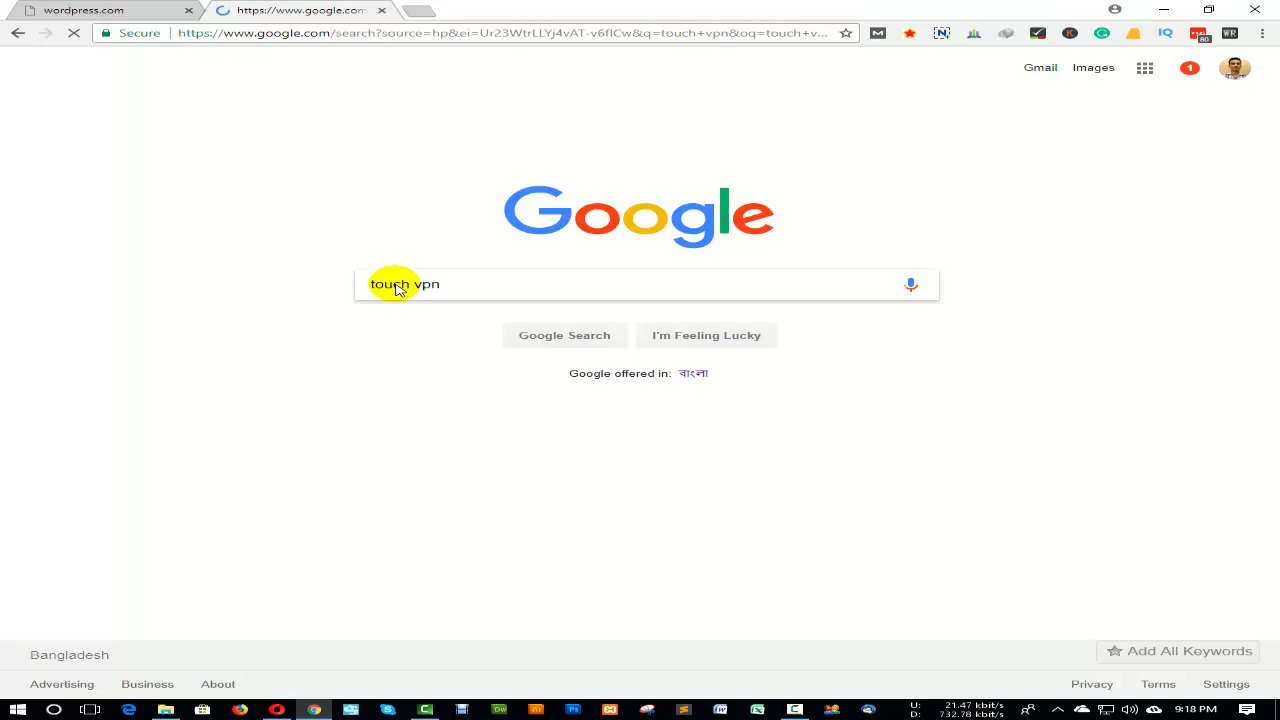 wordpress.com
https://www.google.com
Secure
https://www.google.com/search?source=hp&ei=Ur23WtrLLYj4vAT-v6fICw&q=touch+vpn&oq=touch+v...
80
WR
Gmail
Images
1
Google
touch vpn
Google Search
I'm Feeling Lucky
Google offered in: বাংলা
Bangladesh
Add All Keywords
Advertising
Business
About
Privacy
Terms
Settings
U: 21.47 kbit/s
D: 732.78 kbit/s
9:18 PM